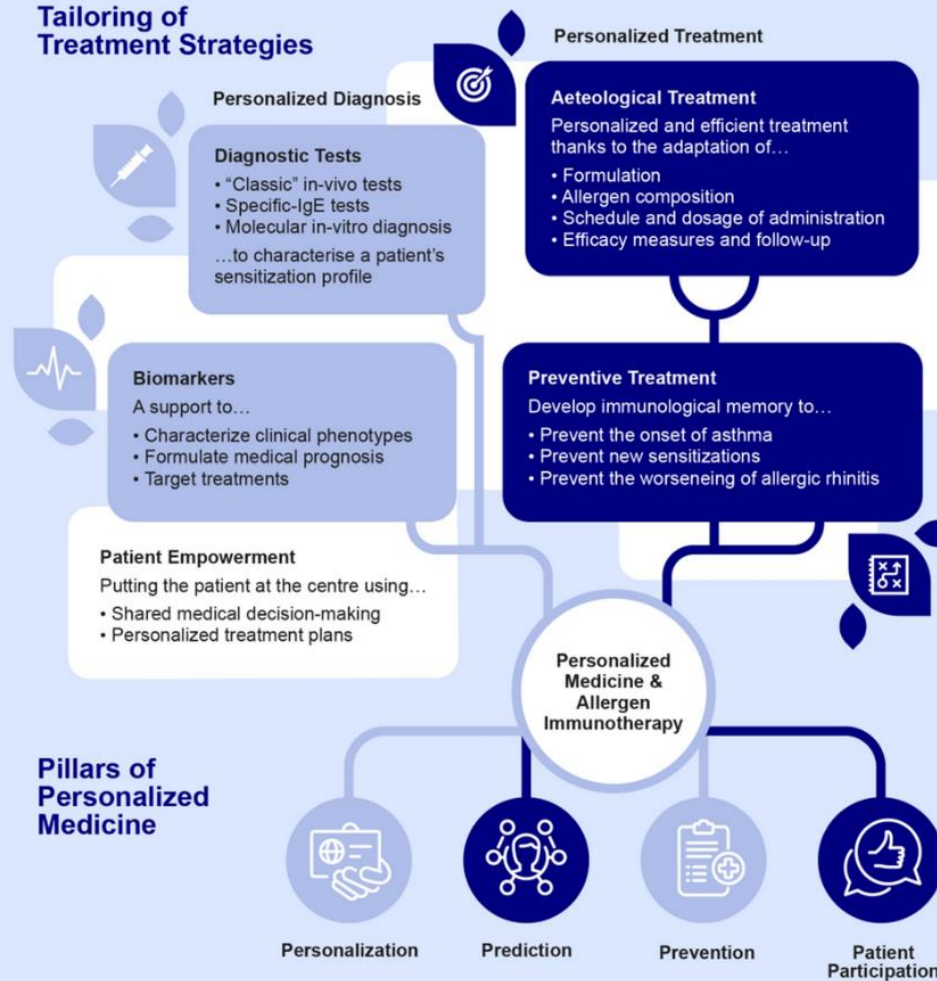 Tailoring of
Treatment Strategies
Personalized Treatment
Personalized Diagnosis
Diagnostic Tests
• “Classic” in-vivo tests
• Specific-IgE tests
• Molecular in-vitro diagnosis
…to characterise a patient’s
sensitization profile
Aeteological Treatment
Personalized and efficient treatment
thanks to the adaptation of…
• Formulation
• Allergen composition
• Schedule and dosage of administration
• Efficacy measures and follow-up
Biomarkers
A support to…
• Characterize clinical phenotypes
• Formulate medical prognosis
• Target treatments
Preventive Treatment
Develop immunological memory to…
• Prevent the onset of asthma
• Prevent new sensitizations
• Prevent the worseneing of allergic rhinitis
Patient Empowerment
Putting the patient at the centre using…
• Shared medical decision-making
• Personalized treatment plans
Personalized
Medicine &
Allergen
Immunotherapy
Pillars of
Personalized
Medicine
Personalization
Prediction
Prevention
Patient
Participation